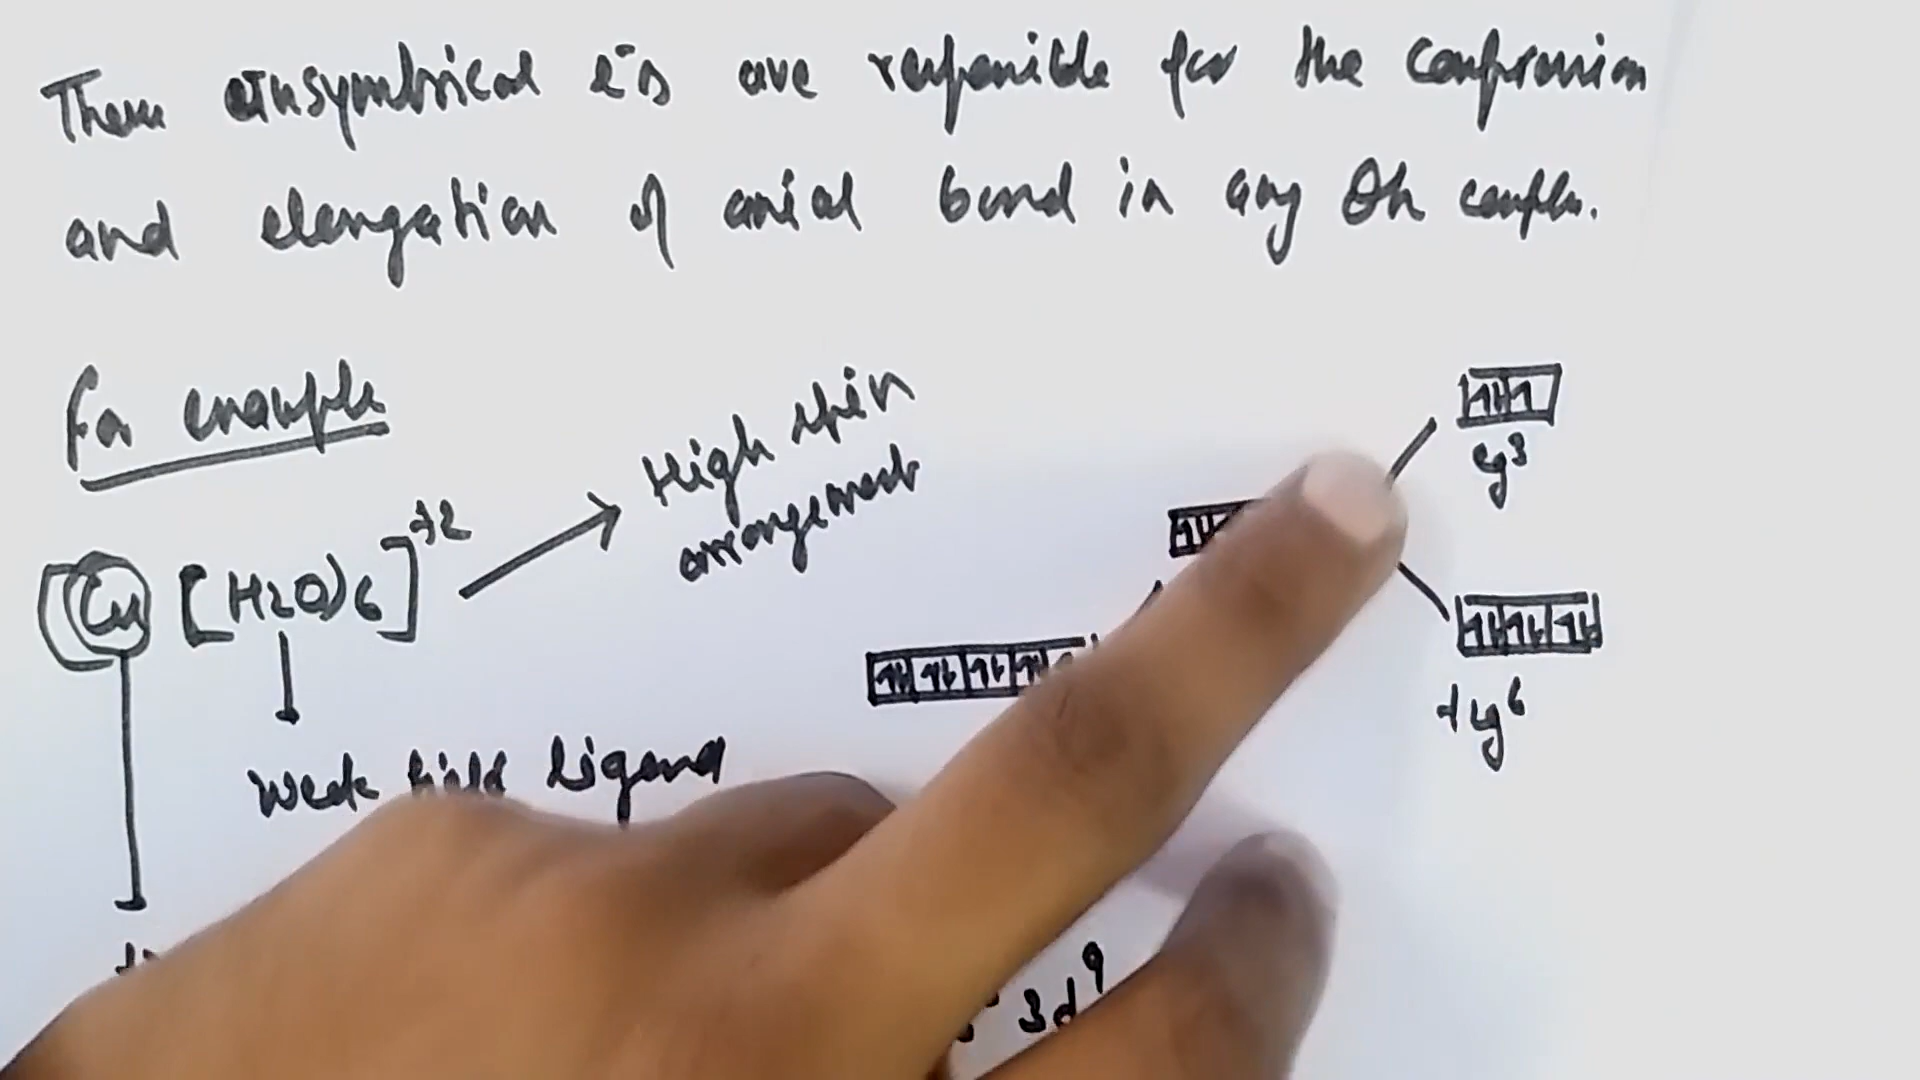 These unsymmetrical e⁻s are responsible for the compression
and elongation of axial bond in any Oh complex.
For example
High spin
arrangement
Cu [H2O)6]+2
eg3
t2g6
Weak field ligand
3d9